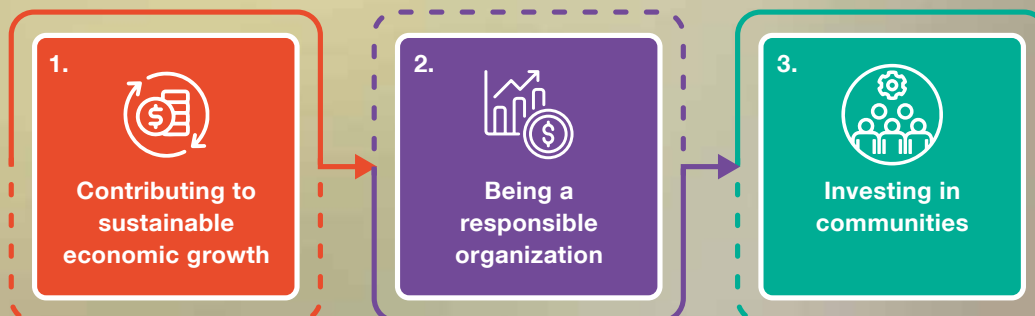 1.
Contributing to
sustainable
economic growth
2.
Being a
responsible
organization
3.
Investing in
communities